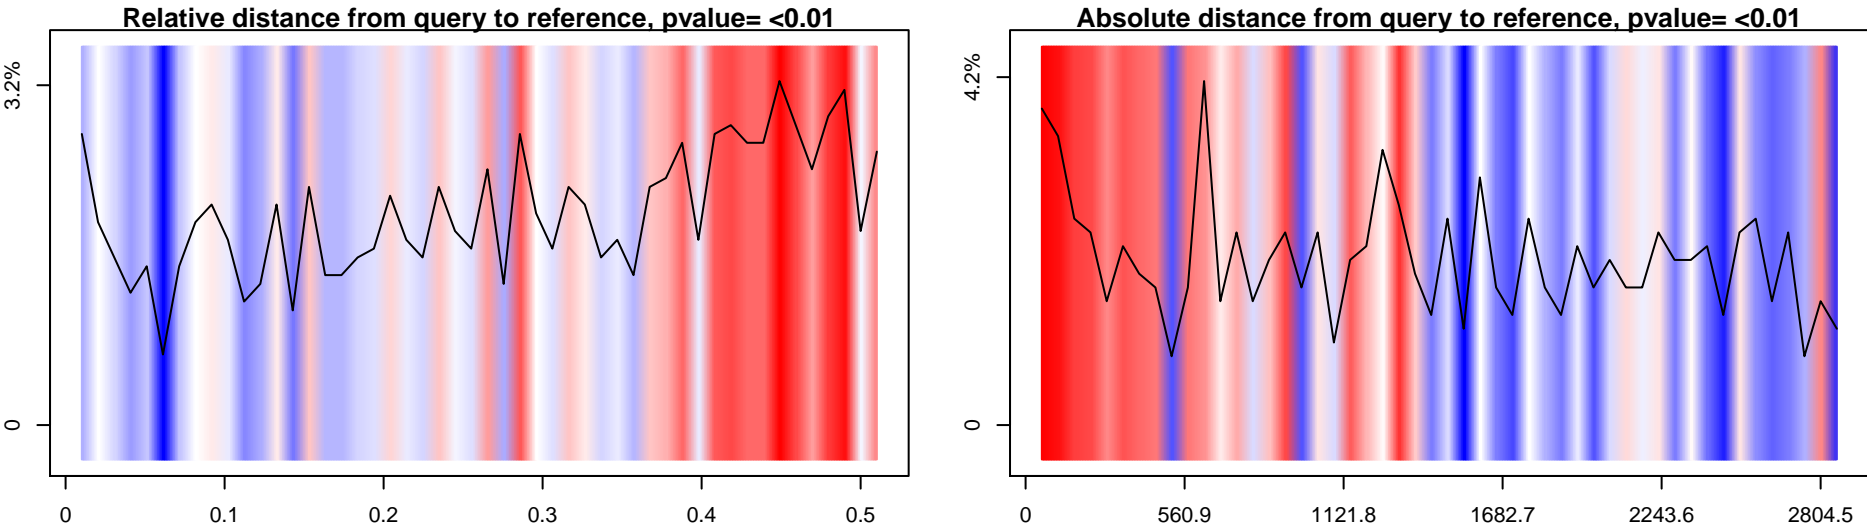 Relative distance from query to reference, pvalue= <0.01
3.2%
0
0 0.1 0.2 0.3 0.4 0.5
Absolute distance from query to reference, pvalue= <0.01
4.2%
0
0 560.9 1121.8 1682.7 2243.6 2804.5